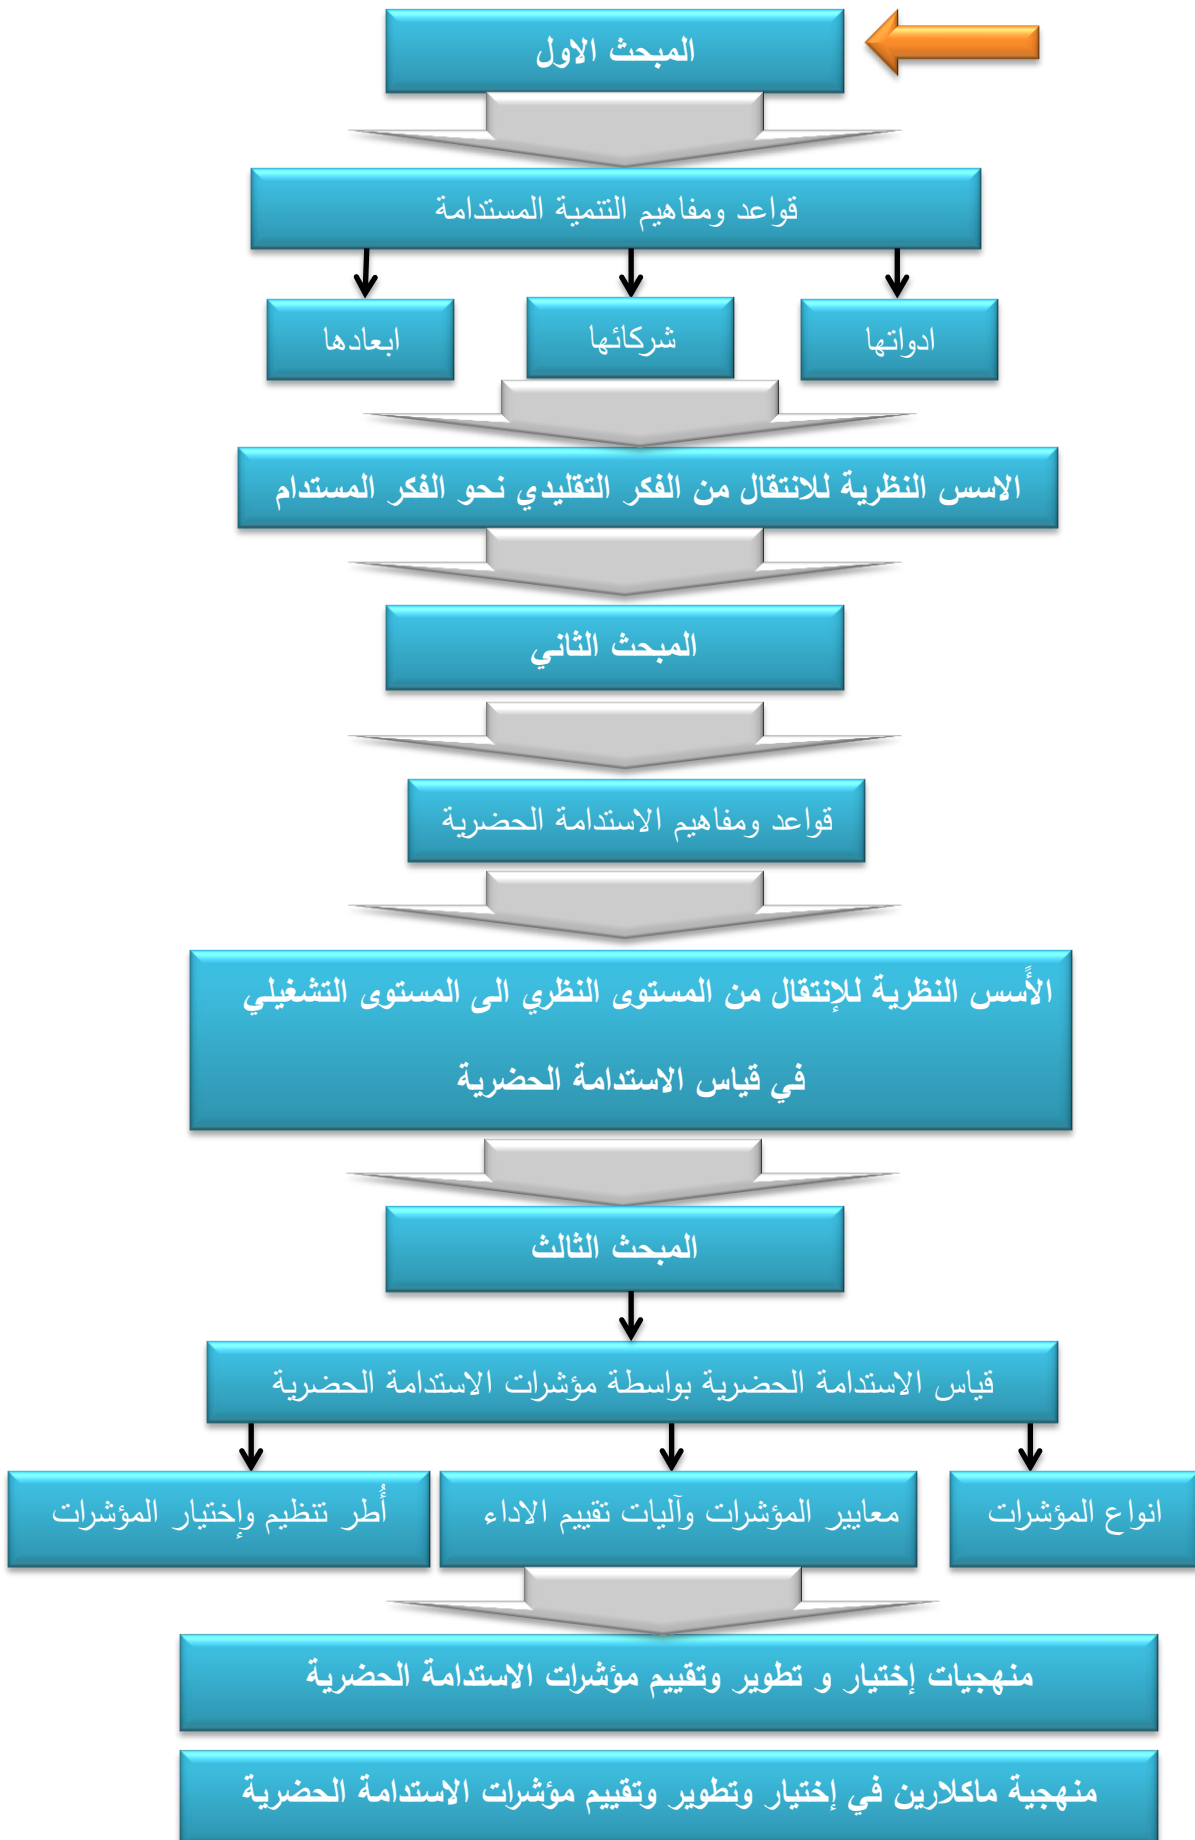 المبحث الاول
قواعد ومفاهيم التنمية المستدامة
ادواتها
شركائها
ابعادها
الاسس النظرية للانتقال من الفكر التقليدي نحو الفكر المستدام
المبحث الثاني
قواعد ومفاهيم الاستدامة الحضرية
الأُسس النظرية للإنتقال من المستوى النظري الى المستوى التشغيلي
في قياس الاستدامة الحضرية
المبحث الثالث
قياس الاستدامة الحضرية بواسطة مؤشرات الاستدامة الحضرية
انواع المؤشرات
معايير المؤشرات وآليات تقييم الاداء
أُطر تنظيم وإختيار المؤشرات
منهجيات إختيار و تطوير وتقييم مؤشرات الاستدامة الحضرية
منهجية ماكلارين في إختيار وتطوير وتقييم مؤشرات الاستدامة الحضرية